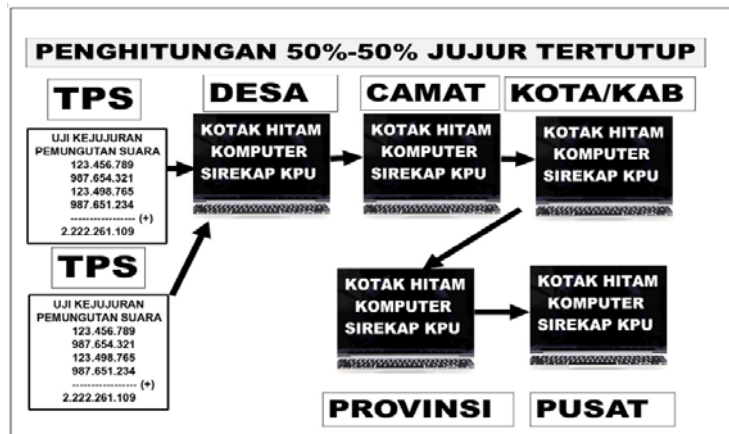 PENGHITUNGAN 50%-50% JUJUR TERTUTUP
TPS
DESA
CAMAT
KOTA/KAB
UJI KEJUJURAN
PEMUNGUTAN SUARA
123.456.789
987.654.321
123.498.765
987.651.234
----------------- (+)
2.222.261.109
KOTAK HITAM
KOMPUTER
SIREKAP KPU
KOTAK HITAM
KOMPUTER
SIREKAP KPU
KOTAK HITAM
KOMPUTER
SIREKAP KPU
TPS
UJI KEJUJURAN
PEMUNGUTAN SUARA
123.456.789
987.654.321
123.498.765
987.651.234
----------------- (+)
2.222.261.109
KOTAK HITAM
KOMPUTER
SIREKAP KPU
KOTAK HITAM
KOMPUTER
SIREKAP KPU
PROVINSI
PUSAT